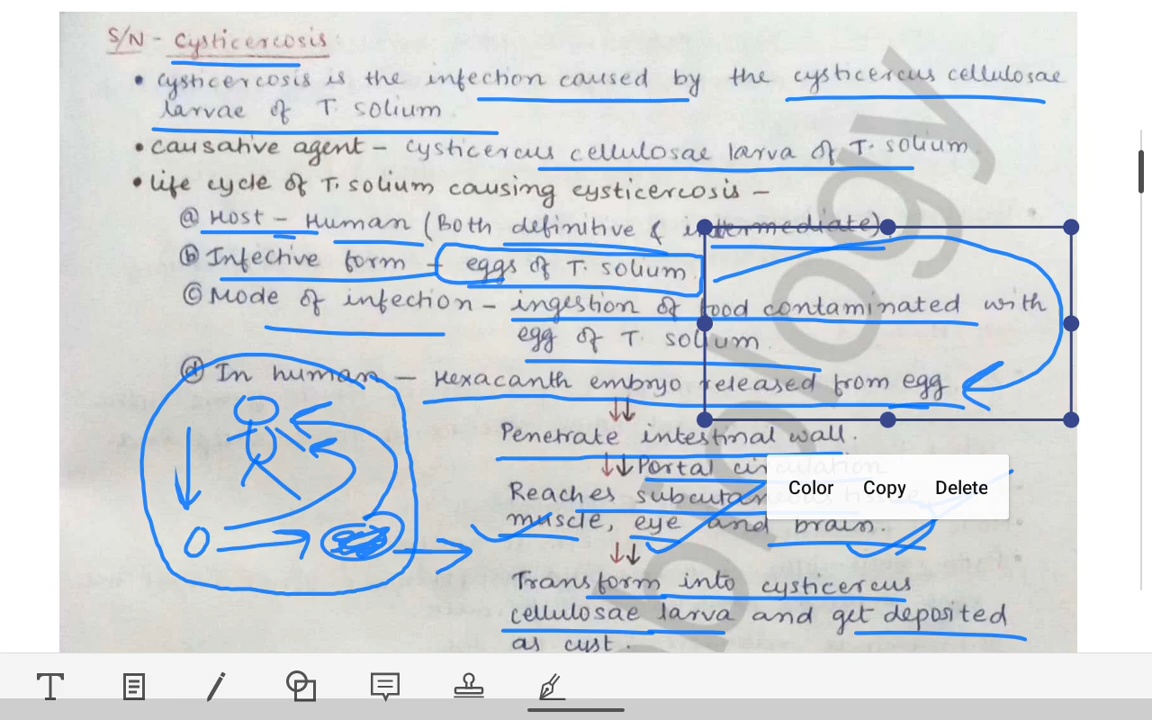 S/N - Cysticercosis:
• cysticercosis is the infection caused by the cysticercus cellulosae
larvae of T. solium.
• causative agent - cysticercus cellulosae larva of T. solium.
• life cycle of T. solium causing cysticercosis -
ⓐ Host - Human (Both definitive & intermediate)
ⓑ Infective form - eggs of T. solium.
ⓒ Mode of infection - ingestion of food contaminated with
egg of T. solium.
ⓓ In human - Hexacanth embryo released from egg
↓↓
Penetrate intestinal wall.
↓↓ Portal circulation
Reaches subcutaneous
muscle, eye and brain.
↓↓
Transform into cysticercus
cellulosae larva and get deposited
as cyst.
Color Copy Delete